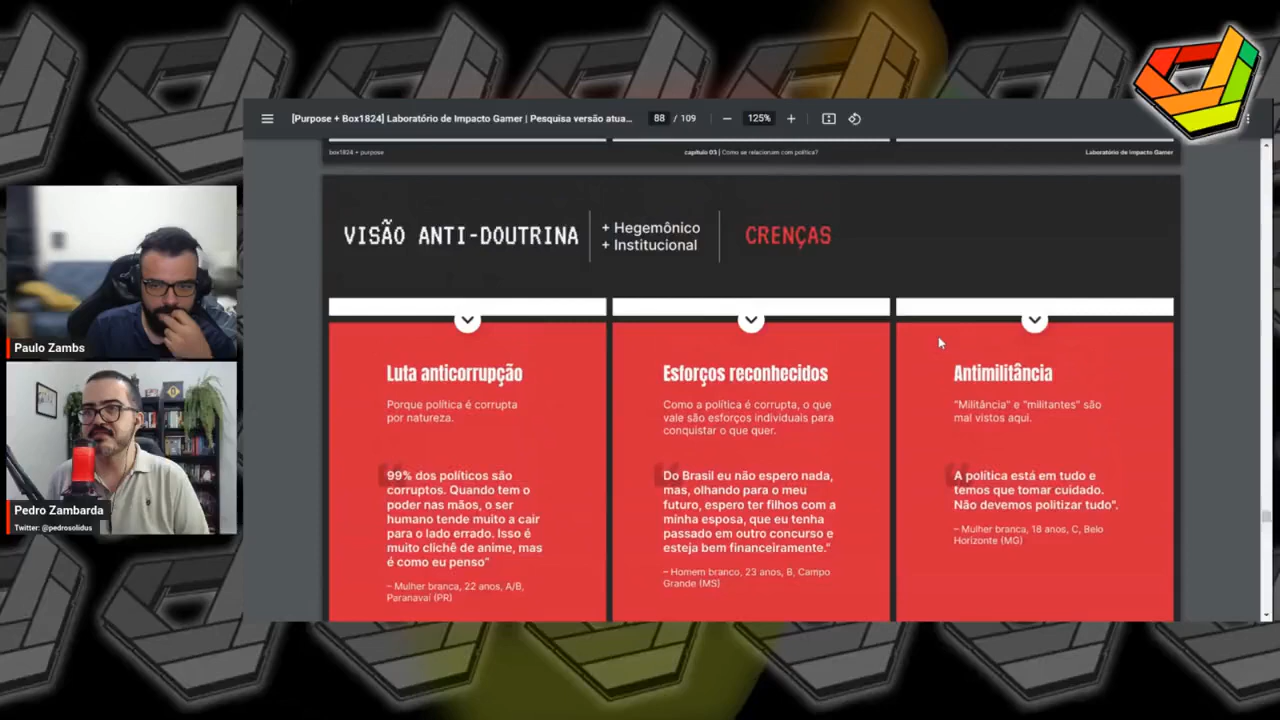 [Purpose + Box1824] Laboratório de Impacto Gamer | Pesquisa versão atua...
88 / 109
125%
box1824 + purpose
capítulo 03 | Como se relacionam com política?
Laboratório de Impacto Gamer
VISÃO ANTI-DOUTRINA
+ Hegemônico
+ Institucional
CRENÇAS
Luta anticorrupção
Porque política é corrupta
por natureza.
99% dos políticos são
corruptos. Quando tem o
poder nas mãos, o ser
humano tende muito a cair
para o lado errado. Isso é
muito clichê de anime, mas
é como eu penso"
– Mulher branca, 22 anos, A/B,
Paranavaí (PR)
Esforços reconhecidos
Como a política é corrupta, o que
vale são esforços individuais para
conquistar o que quer.
Do Brasil eu não espero nada,
mas, olhando para o meu
futuro, espero ter filhos com a
minha esposa, que eu tenha
passado em outro concurso e
esteja bem financeiramente."
– Homem branco, 23 anos, B, Campo
Grande (MS)
Antimilitância
"Militância" e "militantes" são
mal vistos aqui.
A política está em tudo e
temos que tomar cuidado.
Não devemos politizar tudo".
– Mulher branca, 18 anos, C, Belo
Horizonte (MG)
Paulo Zambs
Pedro Zambarda
Twitter: @pedrosolidus